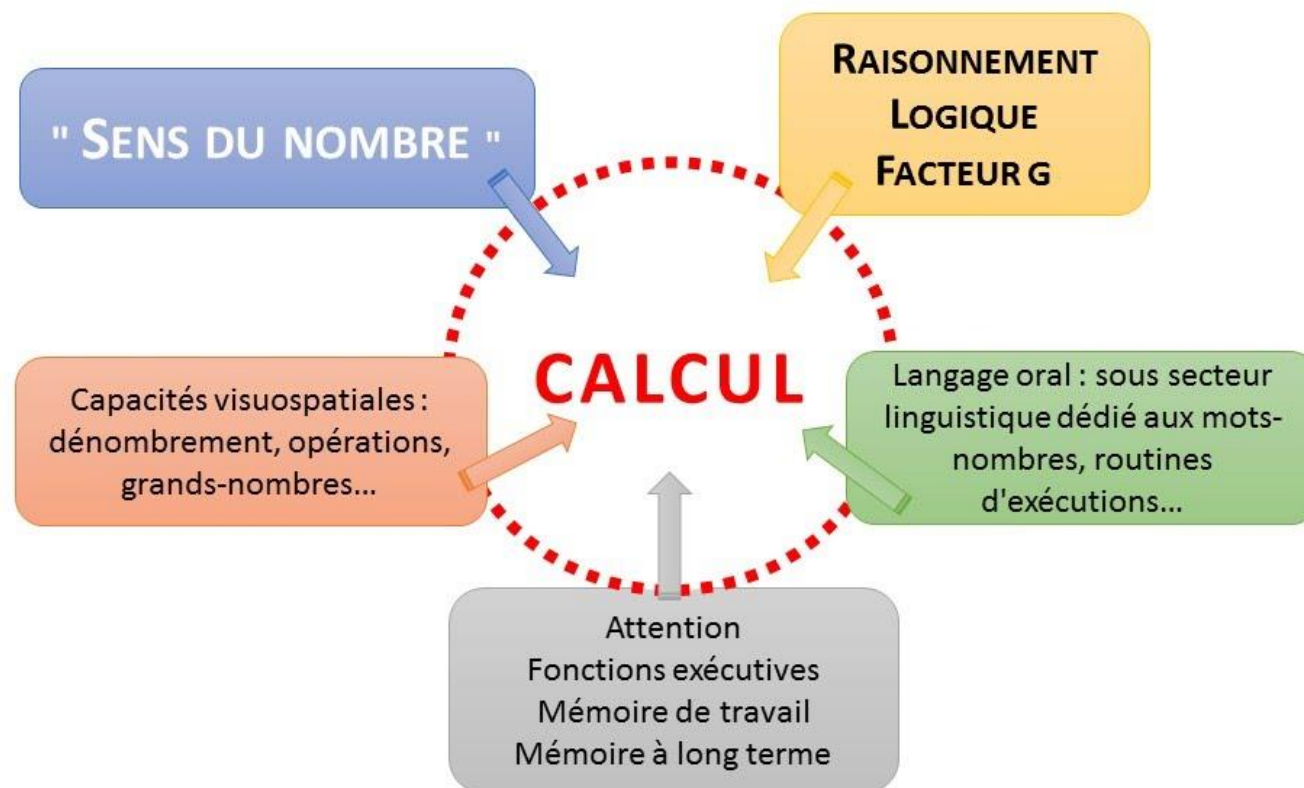 " SENS DU NOMBRE "
RAISONNEMENT
LOGIQUE
FACTEUR G
CALCUL
Capacités visuospatiales :
dénombrement, opérations,
grands-nombres...
Langage oral : sous secteur
linguistique dédié aux mots-
nombres, routines
d'exécutions...
Attention
Fonctions exécutives
Mémoire de travail
Mémoire à long terme